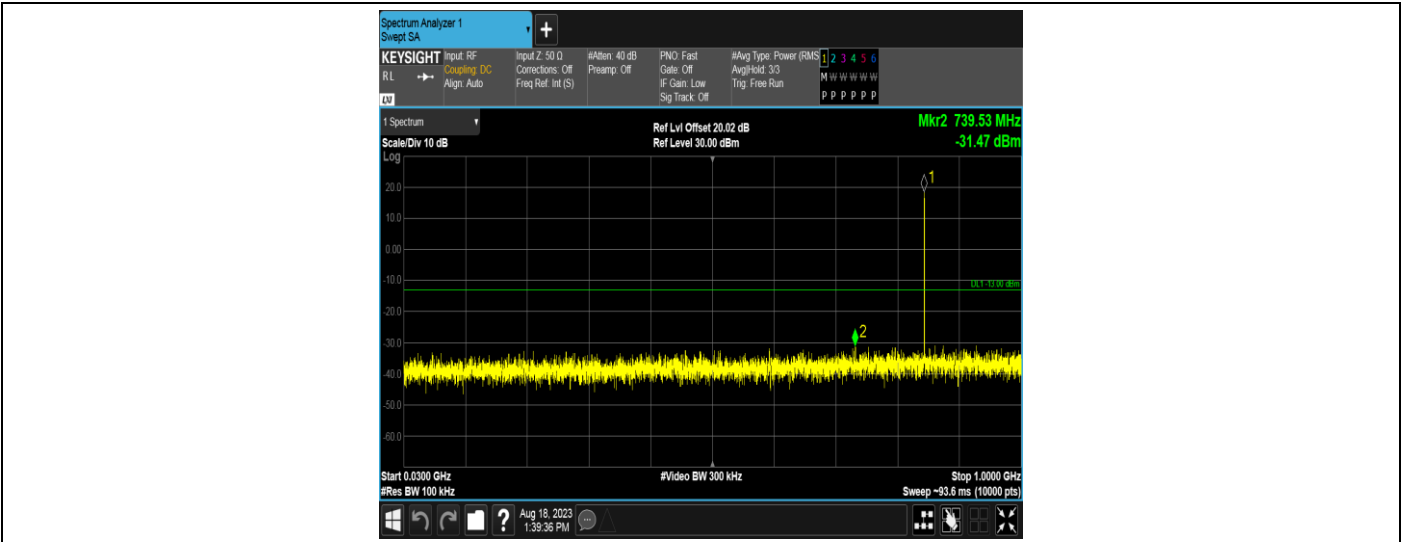 Spectrum Analyzer 1
Swept SA
+
KEYSIGHT Input: RF Input Z: 50 Ω #Atten: 40 dB PNO: Fast #Avg Type: Power (RMS 1 2 3 4 5 6
RL Coupling: DC Corrections: Off Preamp: Off Gate: Off Avg|Hold: 3/3 M W W W W W
Align: Auto Freq Ref: Int (S) IF Gain: Low Trig: Free Run
LXI Sig Track: Off P P P P P P
1 Spectrum Ref Lvl Offset 20.02 dB Mkr2 739.53 MHz
Scale/Div 10 dB Ref Level 30.00 dBm -31.47 dBm
Log
1
20.0
10.0
0.00
-10.0
DL1 -13.00 dBm
-20.0
2
-30.0
-40.0
-50.0
-60.0
Start 0.0300 GHz #Video BW 300 kHz Stop 1.0000 GHz
#Res BW 100 kHz Sweep ~93.6 ms (10000 pts)
? Aug 18, 2023
1:39:36 PM